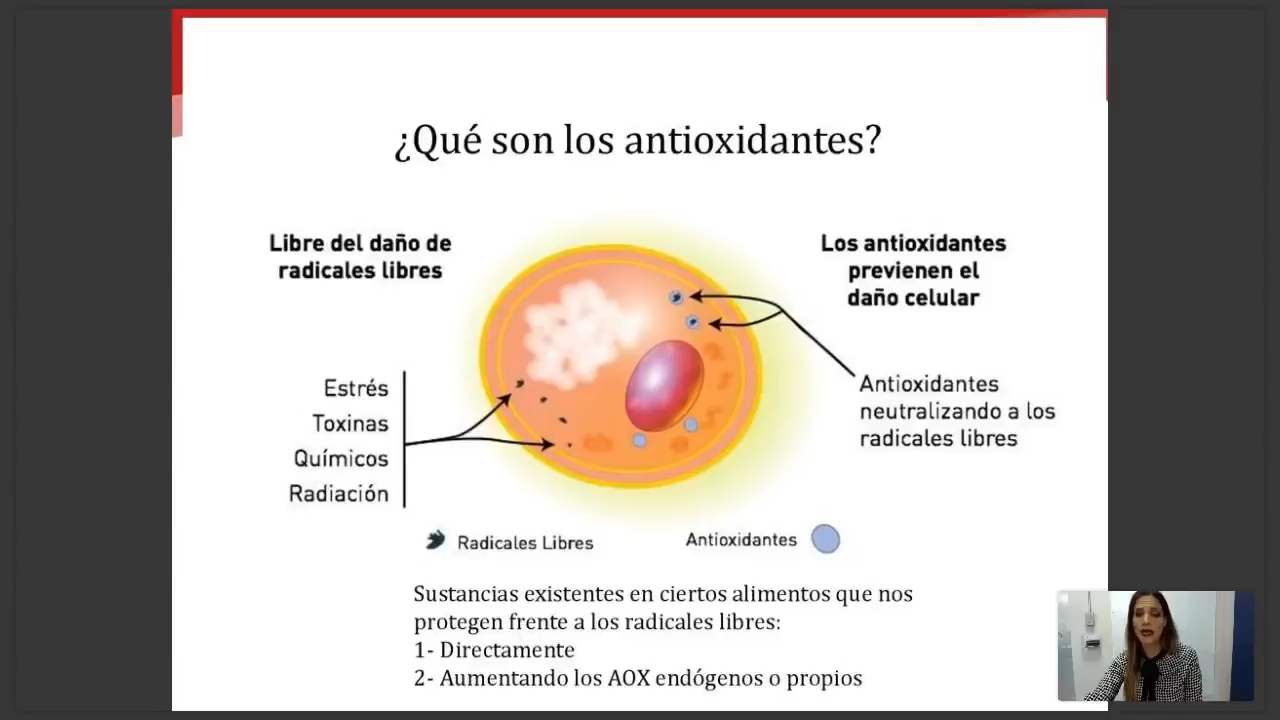 ¿Qué son los antioxidantes?
Libre del daño de
radicales libres
Los antioxidantes
previenen el
daño celular
Estrés
Toxinas
Químicos
Radiación
Antioxidantes
neutralizando a los
radicales libres
Radicales Libres
Antioxidantes
Sustancias existentes en ciertos alimentos que nos
protegen frente a los radicales libres:
1- Directamente
2- Aumentando los AOX endógenos o propios